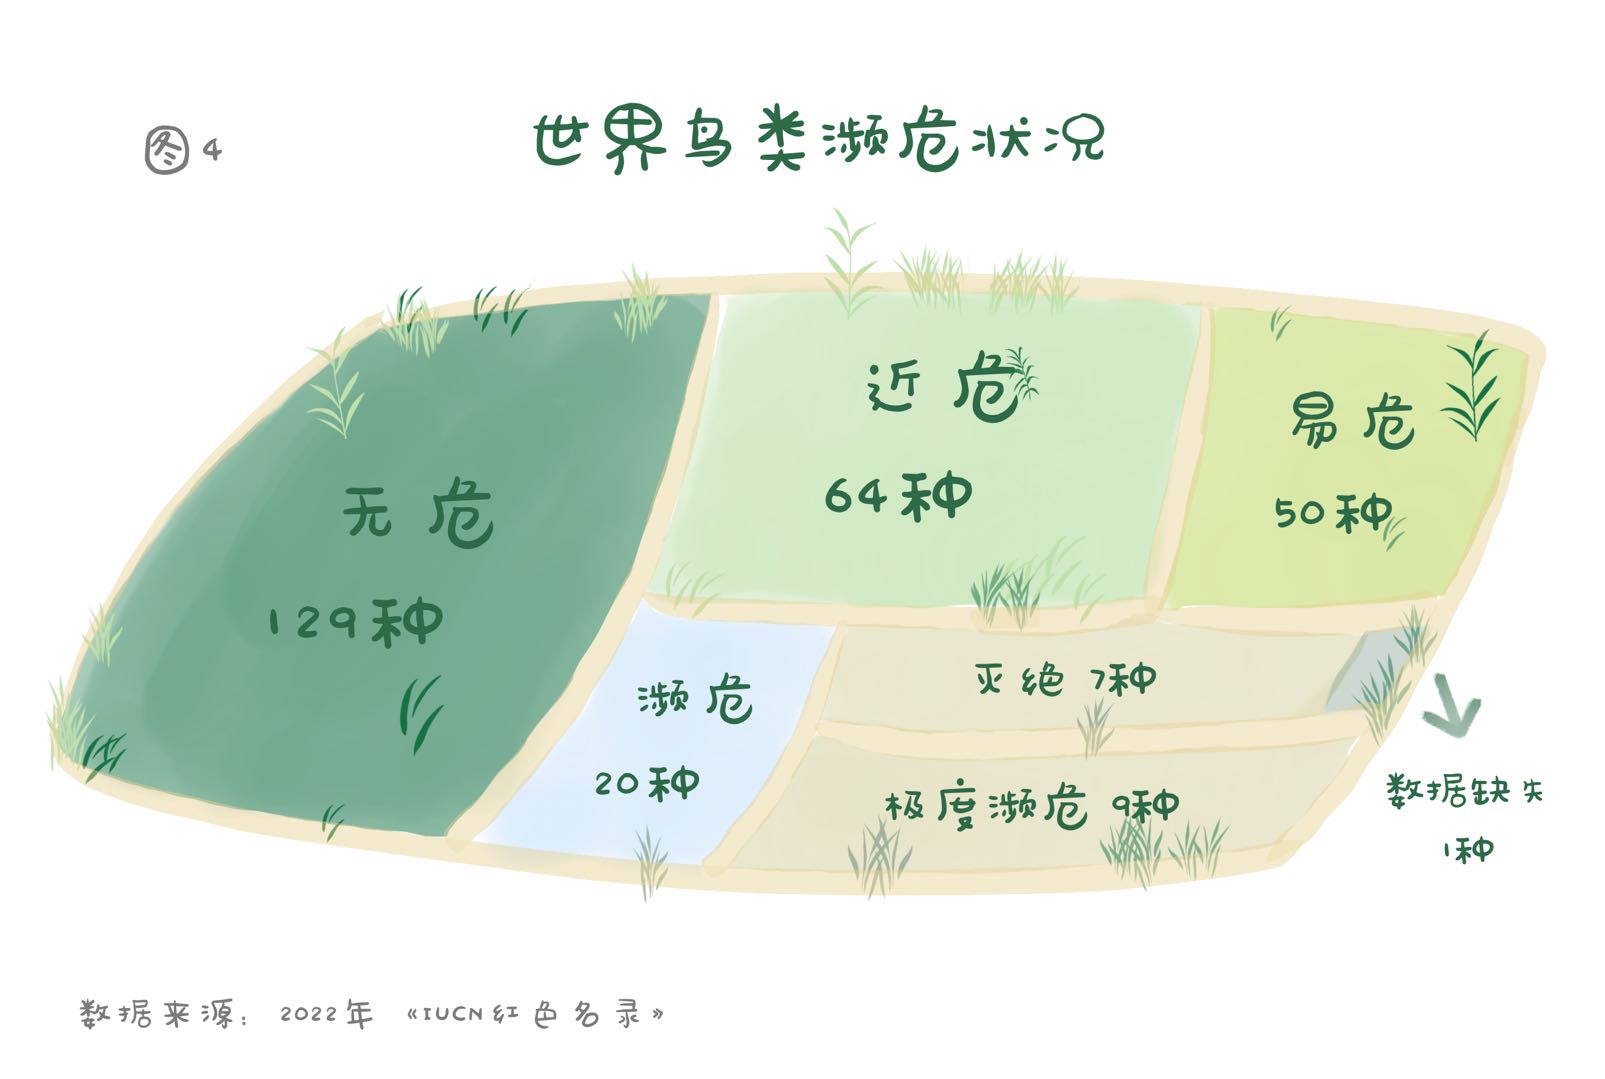 图4
世界鸟类濒危状况
无危
129种
近危
64种
易危
50种
濒危
20种
灭绝 7种
极度濒危 9种
数据缺失
1种
数据来源：2022年《IUCN红色名录》